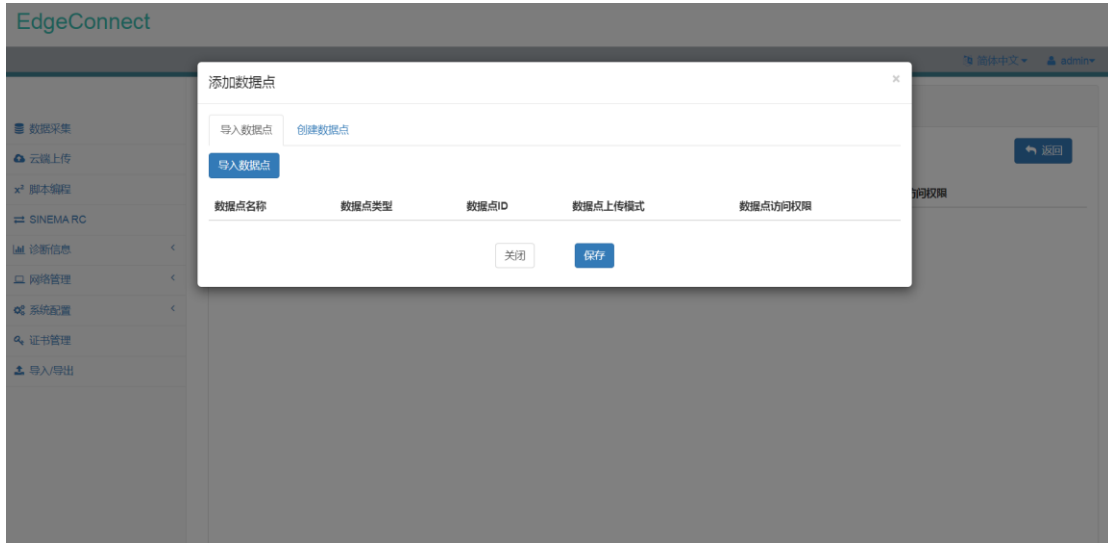 EdgeConnect
简体中文 admin
添加数据点 ×
数据采集
云端上传
脚本编程
SINEMA RC
诊断信息
网络管理
系统配置
证书管理
导入/导出
导入数据点 创建数据点
导入数据点
返回
数据点名称 数据点类型 数据点ID 数据点上传模式 数据点访问权限
访问权限
关闭 保存